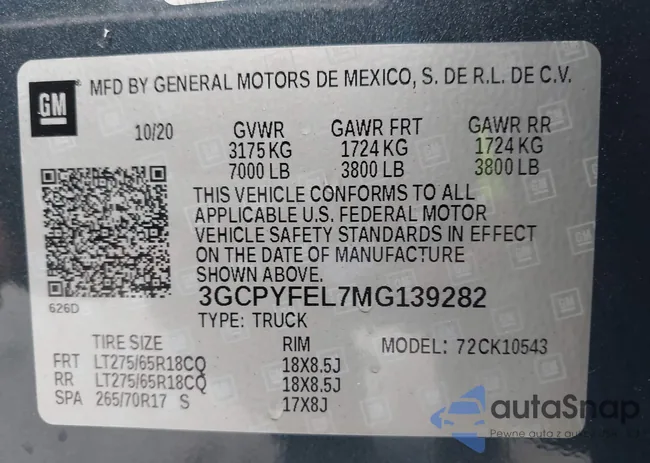 GM
MFD BY GENERAL MOTORS DE MEXICO, S. DE R.L. DE C.V.
10/20 GVWR GAWR FRT GAWR RR
3175 KG 1724 KG 1724 KG
7000 LB 3800 LB 3800 LB
THIS VEHICLE CONFORMS TO ALL
APPLICABLE U.S. FEDERAL MOTOR
VEHICLE SAFETY STANDARDS IN EFFECT
ON THE DATE OF MANUFACTURE
SHOWN ABOVE.
626D
3GCPYFEL7MG139282
TYPE: TRUCK
TIRE SIZE RIM MODEL: 72CK10543
FRT LT275/65R18CQ 18X8.5J
RR LT275/65R18CQ 18X8.5J
SPA 265/70R17 S 17X8J
autaSnap
Pewne auta z